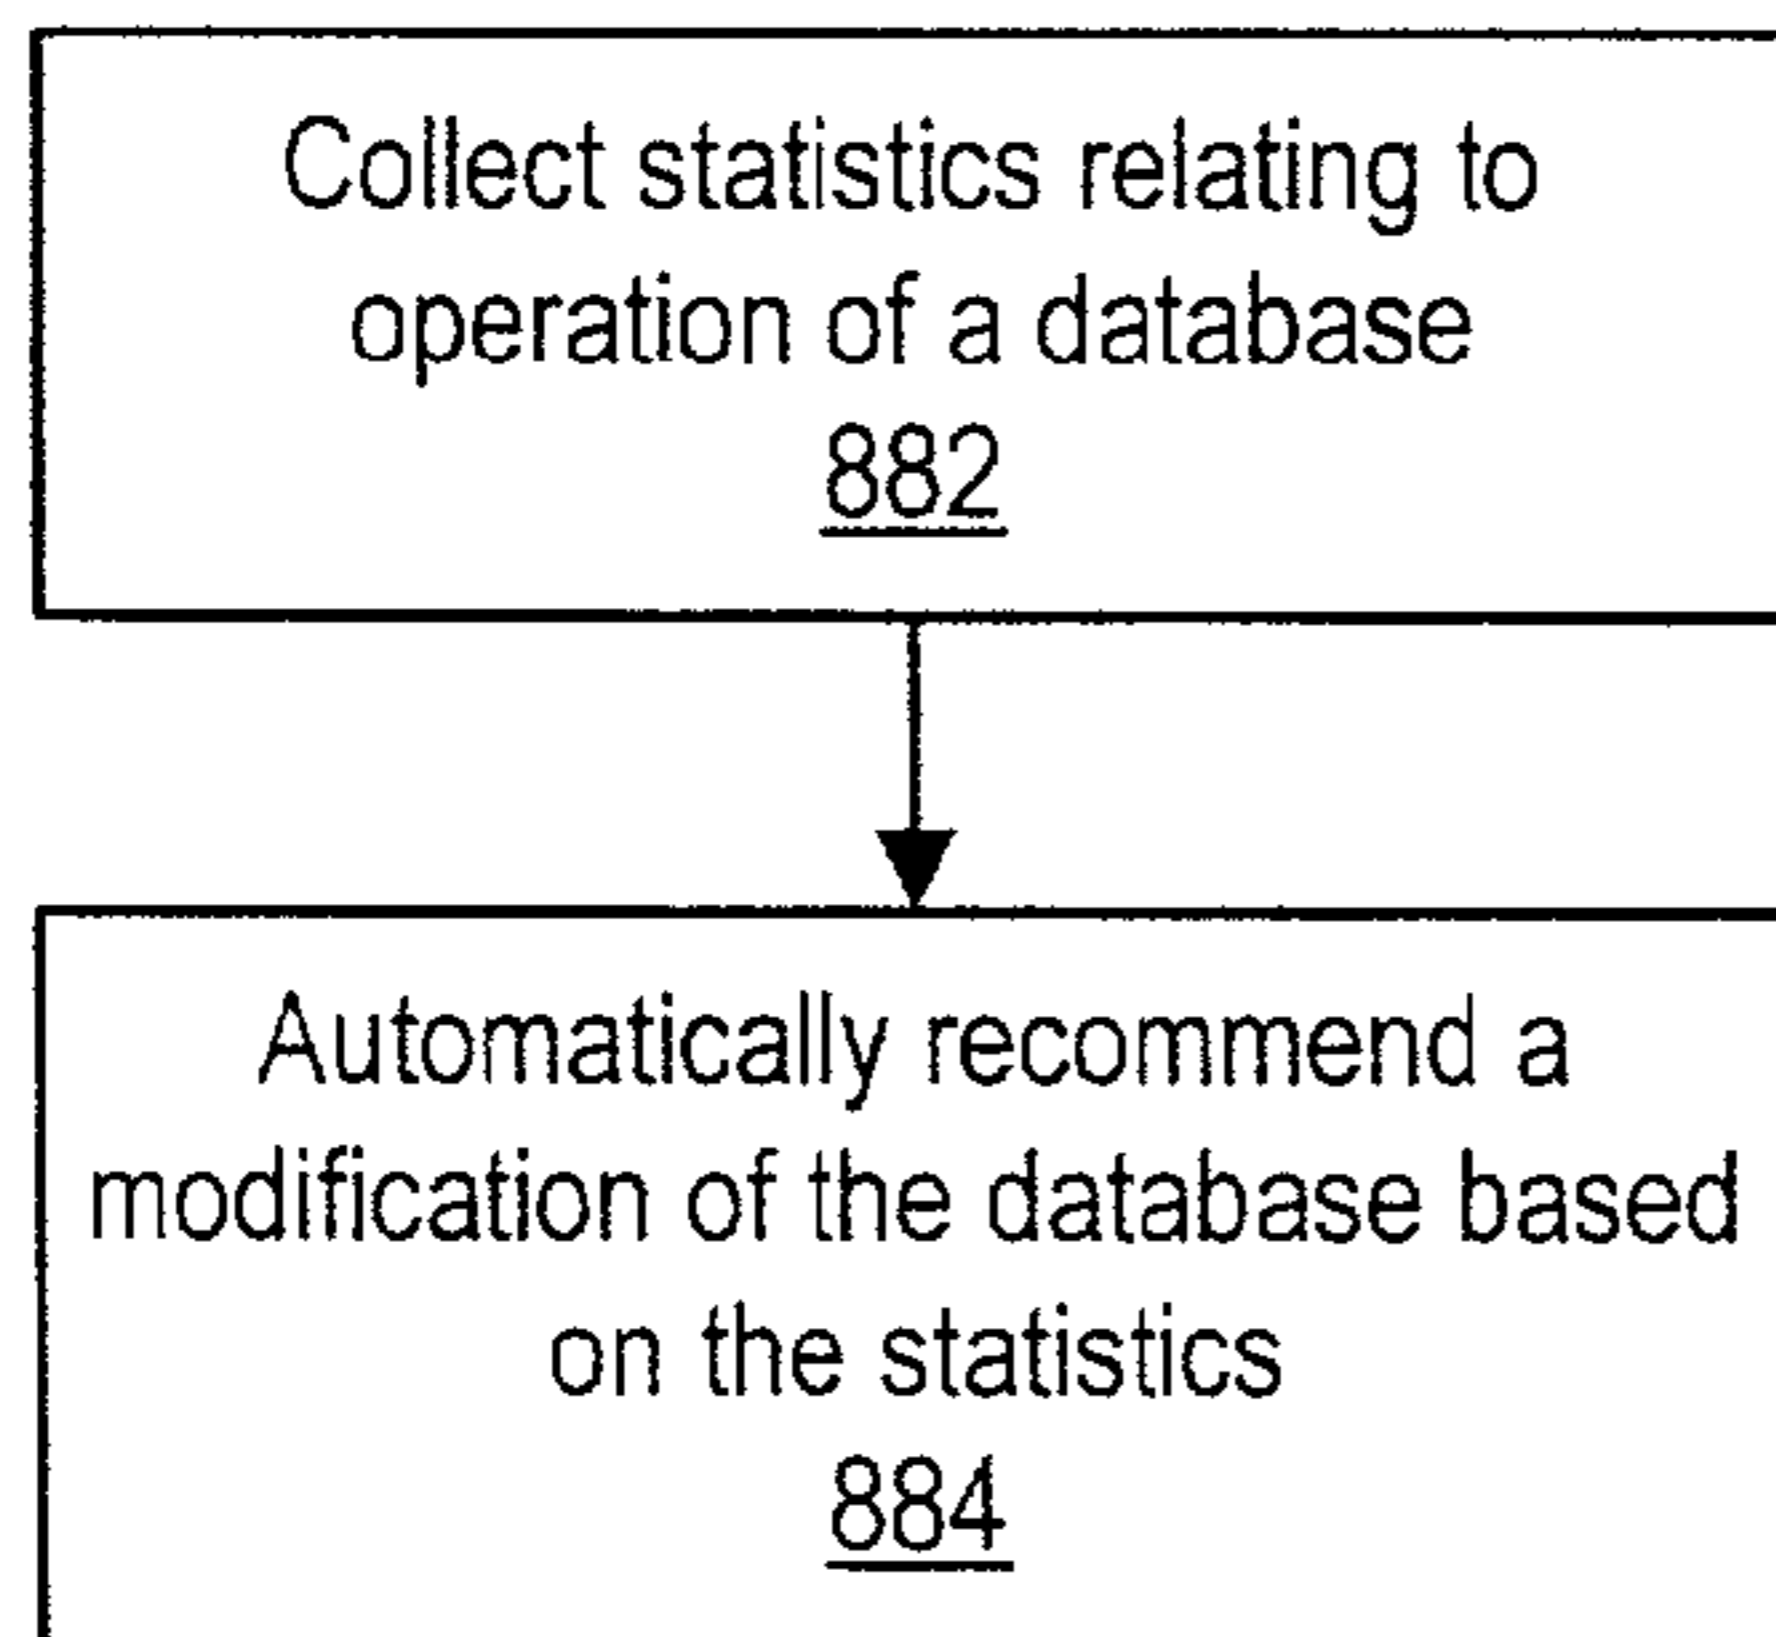 Collect statistics relating to
operation of a database
882
Automatically recommend a
modification of the database based
on the statistics
884